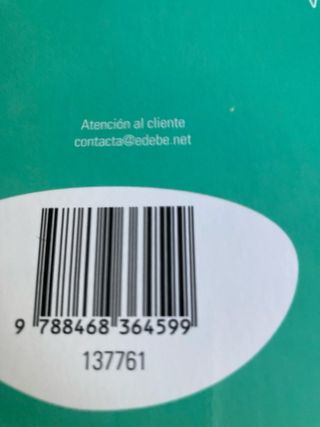 Atención al cliente
contacta@edebe.net
9 788468 364599
137761